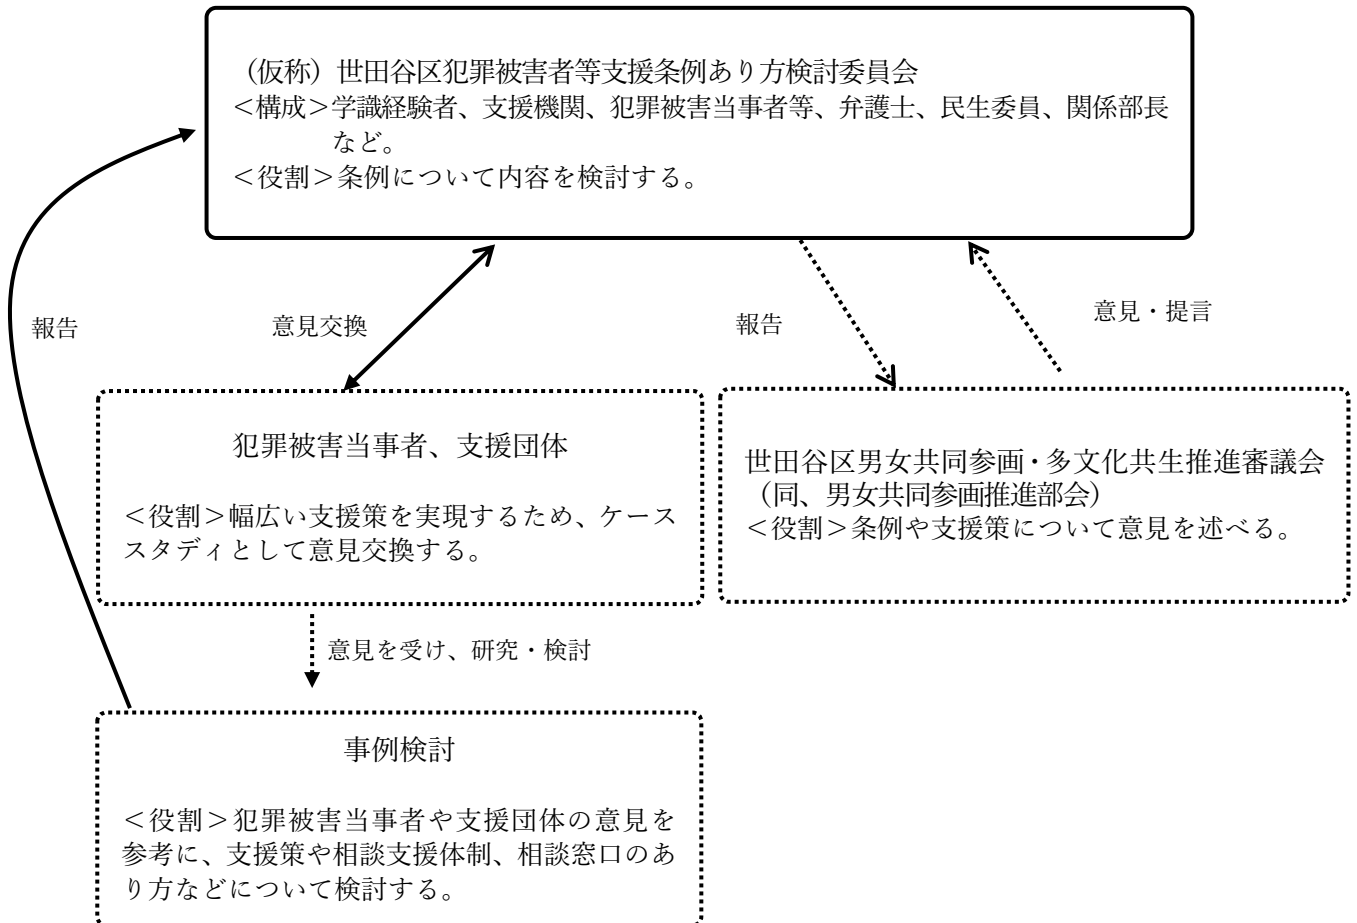 （仮称）世田谷区犯罪被害者等支援条例あり方検討委員会
＜構成＞学識経験者、支援機関、犯罪被害当事者等、弁護士、民生委員、関係部長
など。
＜役割＞条例について内容を検討する。
報告
意見交換
報告
意見・提言
犯罪被害当事者、支援団体
＜役割＞幅広い支援策を実現するため、ケース
スタディとして意見交換する。
世田谷区男女共同参画・多文化共生推進審議会
（同、男女共同参画推進部会）
＜役割＞条例や支援策について意見を述べる。
意見を受け、研究・検討
事例検討
＜役割＞犯罪被害当事者や支援団体の意見を
参考に、支援策や相談支援体制、相談窓口のあ
り方などについて検討する。